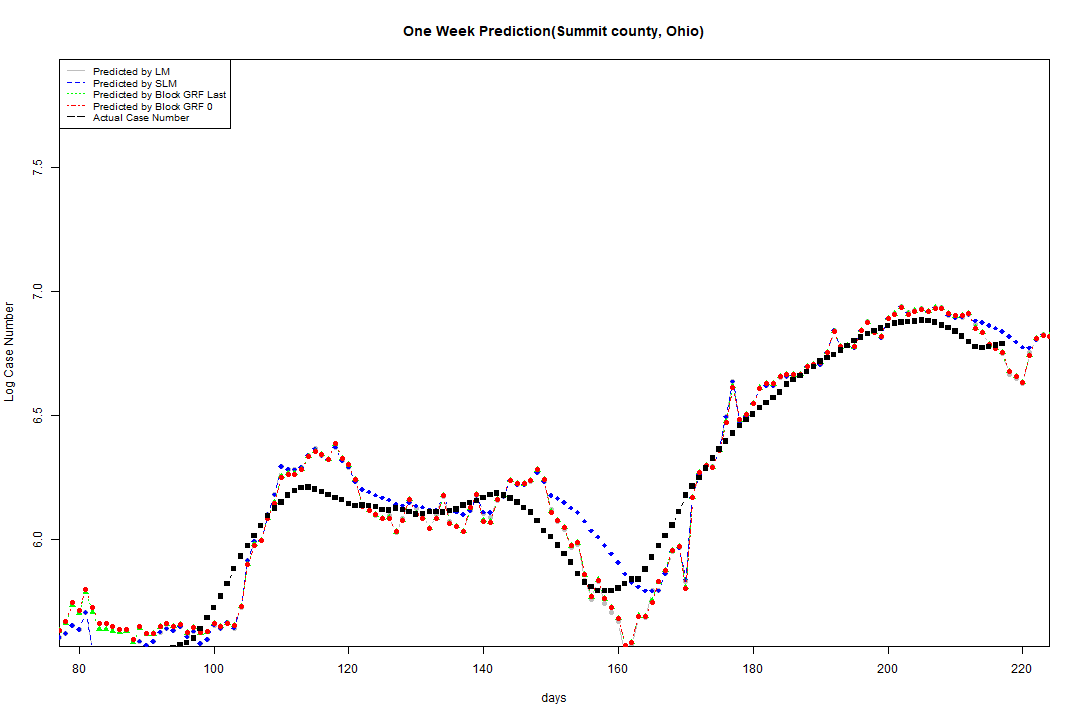 One Week Prediction(Summit county, Ohio)
Predicted by LM
Predicted by SLM
Predicted by Block GRF Last
Predicted by Block GRF 0
Actual Case Number
7.5
7.0
6.5
6.0
Log Case Number
80 100 120 140 160 180 200 220
days